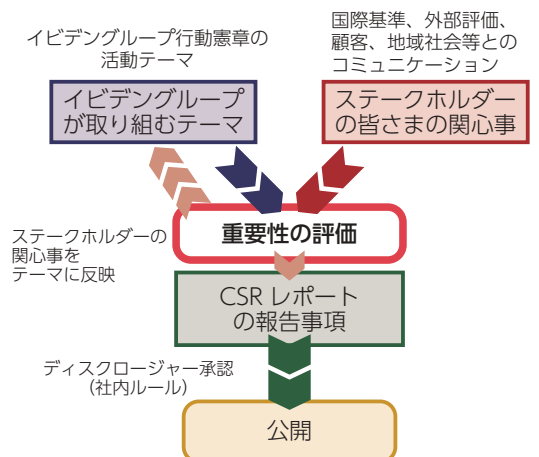 イビデングループ行動憲章の
活動テーマ
国際基準、外部評価、
顧客、地域社会等との
コミュニケーション
イビデングループ
が取り組むテーマ
ステークホルダー
の皆さまの関心事
重要性の評価
ステークホルダーの
関心事を
テーマに反映
CSR レポート
の報告事項
ディスクロージャー承認
（社内ルール）
公開